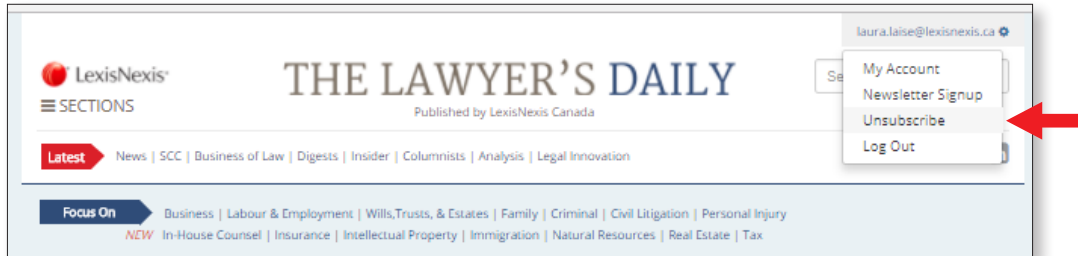 laura.laise@lexisnexis.ca
LexisNexis®
THE LAWYER'S DAILY
Published by LexisNexis Canada
SECTIONS
My Account
Newsletter Signup
Unsubscribe
Log Out
Latest
News | SCC | Business of Law | Digests | Insider | Columnists | Analysis | Legal Innovation
Focus On
Business | Labour & Employment | Wills,Trusts, & Estates | Family | Criminal | Civil Litigation | Personal Injury
NEW In-House Counsel | Insurance | Intellectual Property | Immigration | Natural Resources | Real Estate | Tax